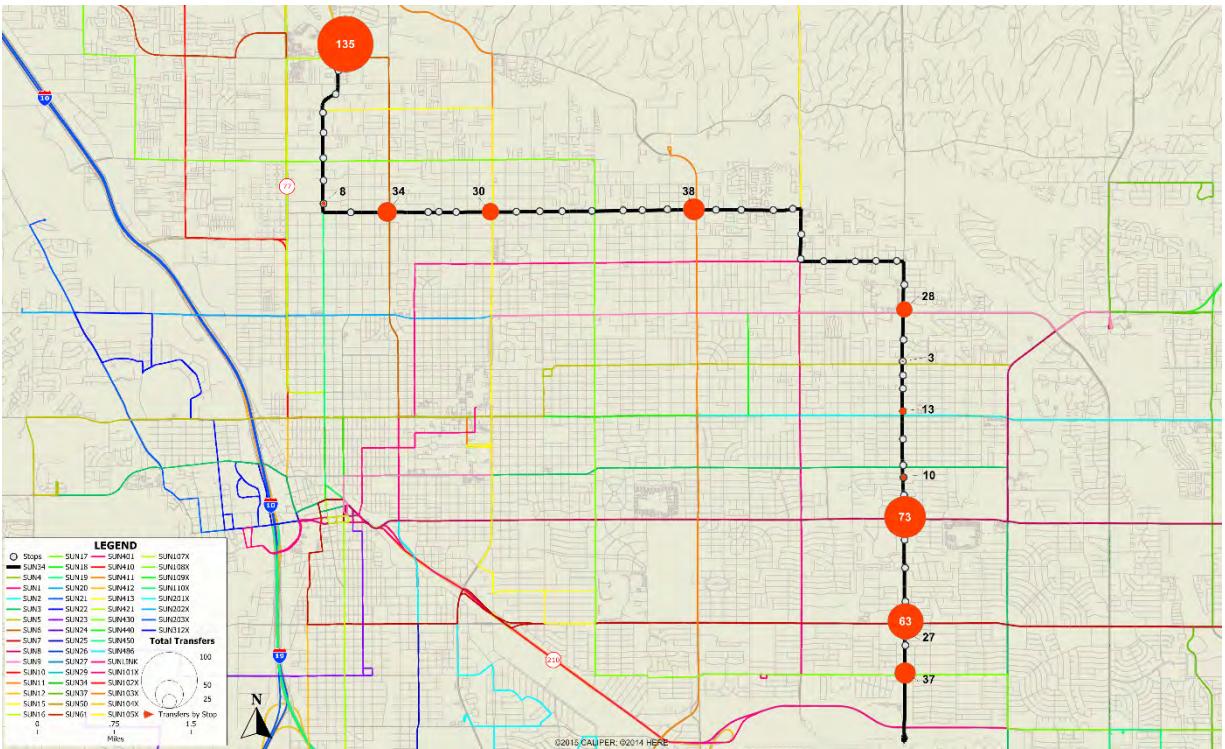 135
10
77
8
34
30
38
28
3
13
10
10
73
63
27
37
210
10
19
N
LEGEND
Stops SUN17 SUN401 SUN107X
SUN34 SUN18 SUN410 SUN108X
SUN4 SUN19 SUN411 SUN109X
SUN1 SUN20 SUN412 SUN110X
SUN2 SUN21 SUN413 SUN201X
SUN3 SUN22 SUN421 SUN202X
SUN5 SUN23 SUN430 SUN203X
SUN6 SUN24 SUN440 SUN312X
SUN7 SUN25 SUN450 Total Transfers
SUN8 SUN26 SUN486 100
SUN9 SUN27 SUNLINK
SUN10 SUN29 SUN101X
SUN11 SUN34 SUN102X 50
SUN12 SUN37 SUN103X 25
SUN15 SUN50 SUN104X
SUN16 SUN61 SUN105X Transfers by Stop
0 .75 1.5
Miles
©2015 CALIPER; ©2014 HERE